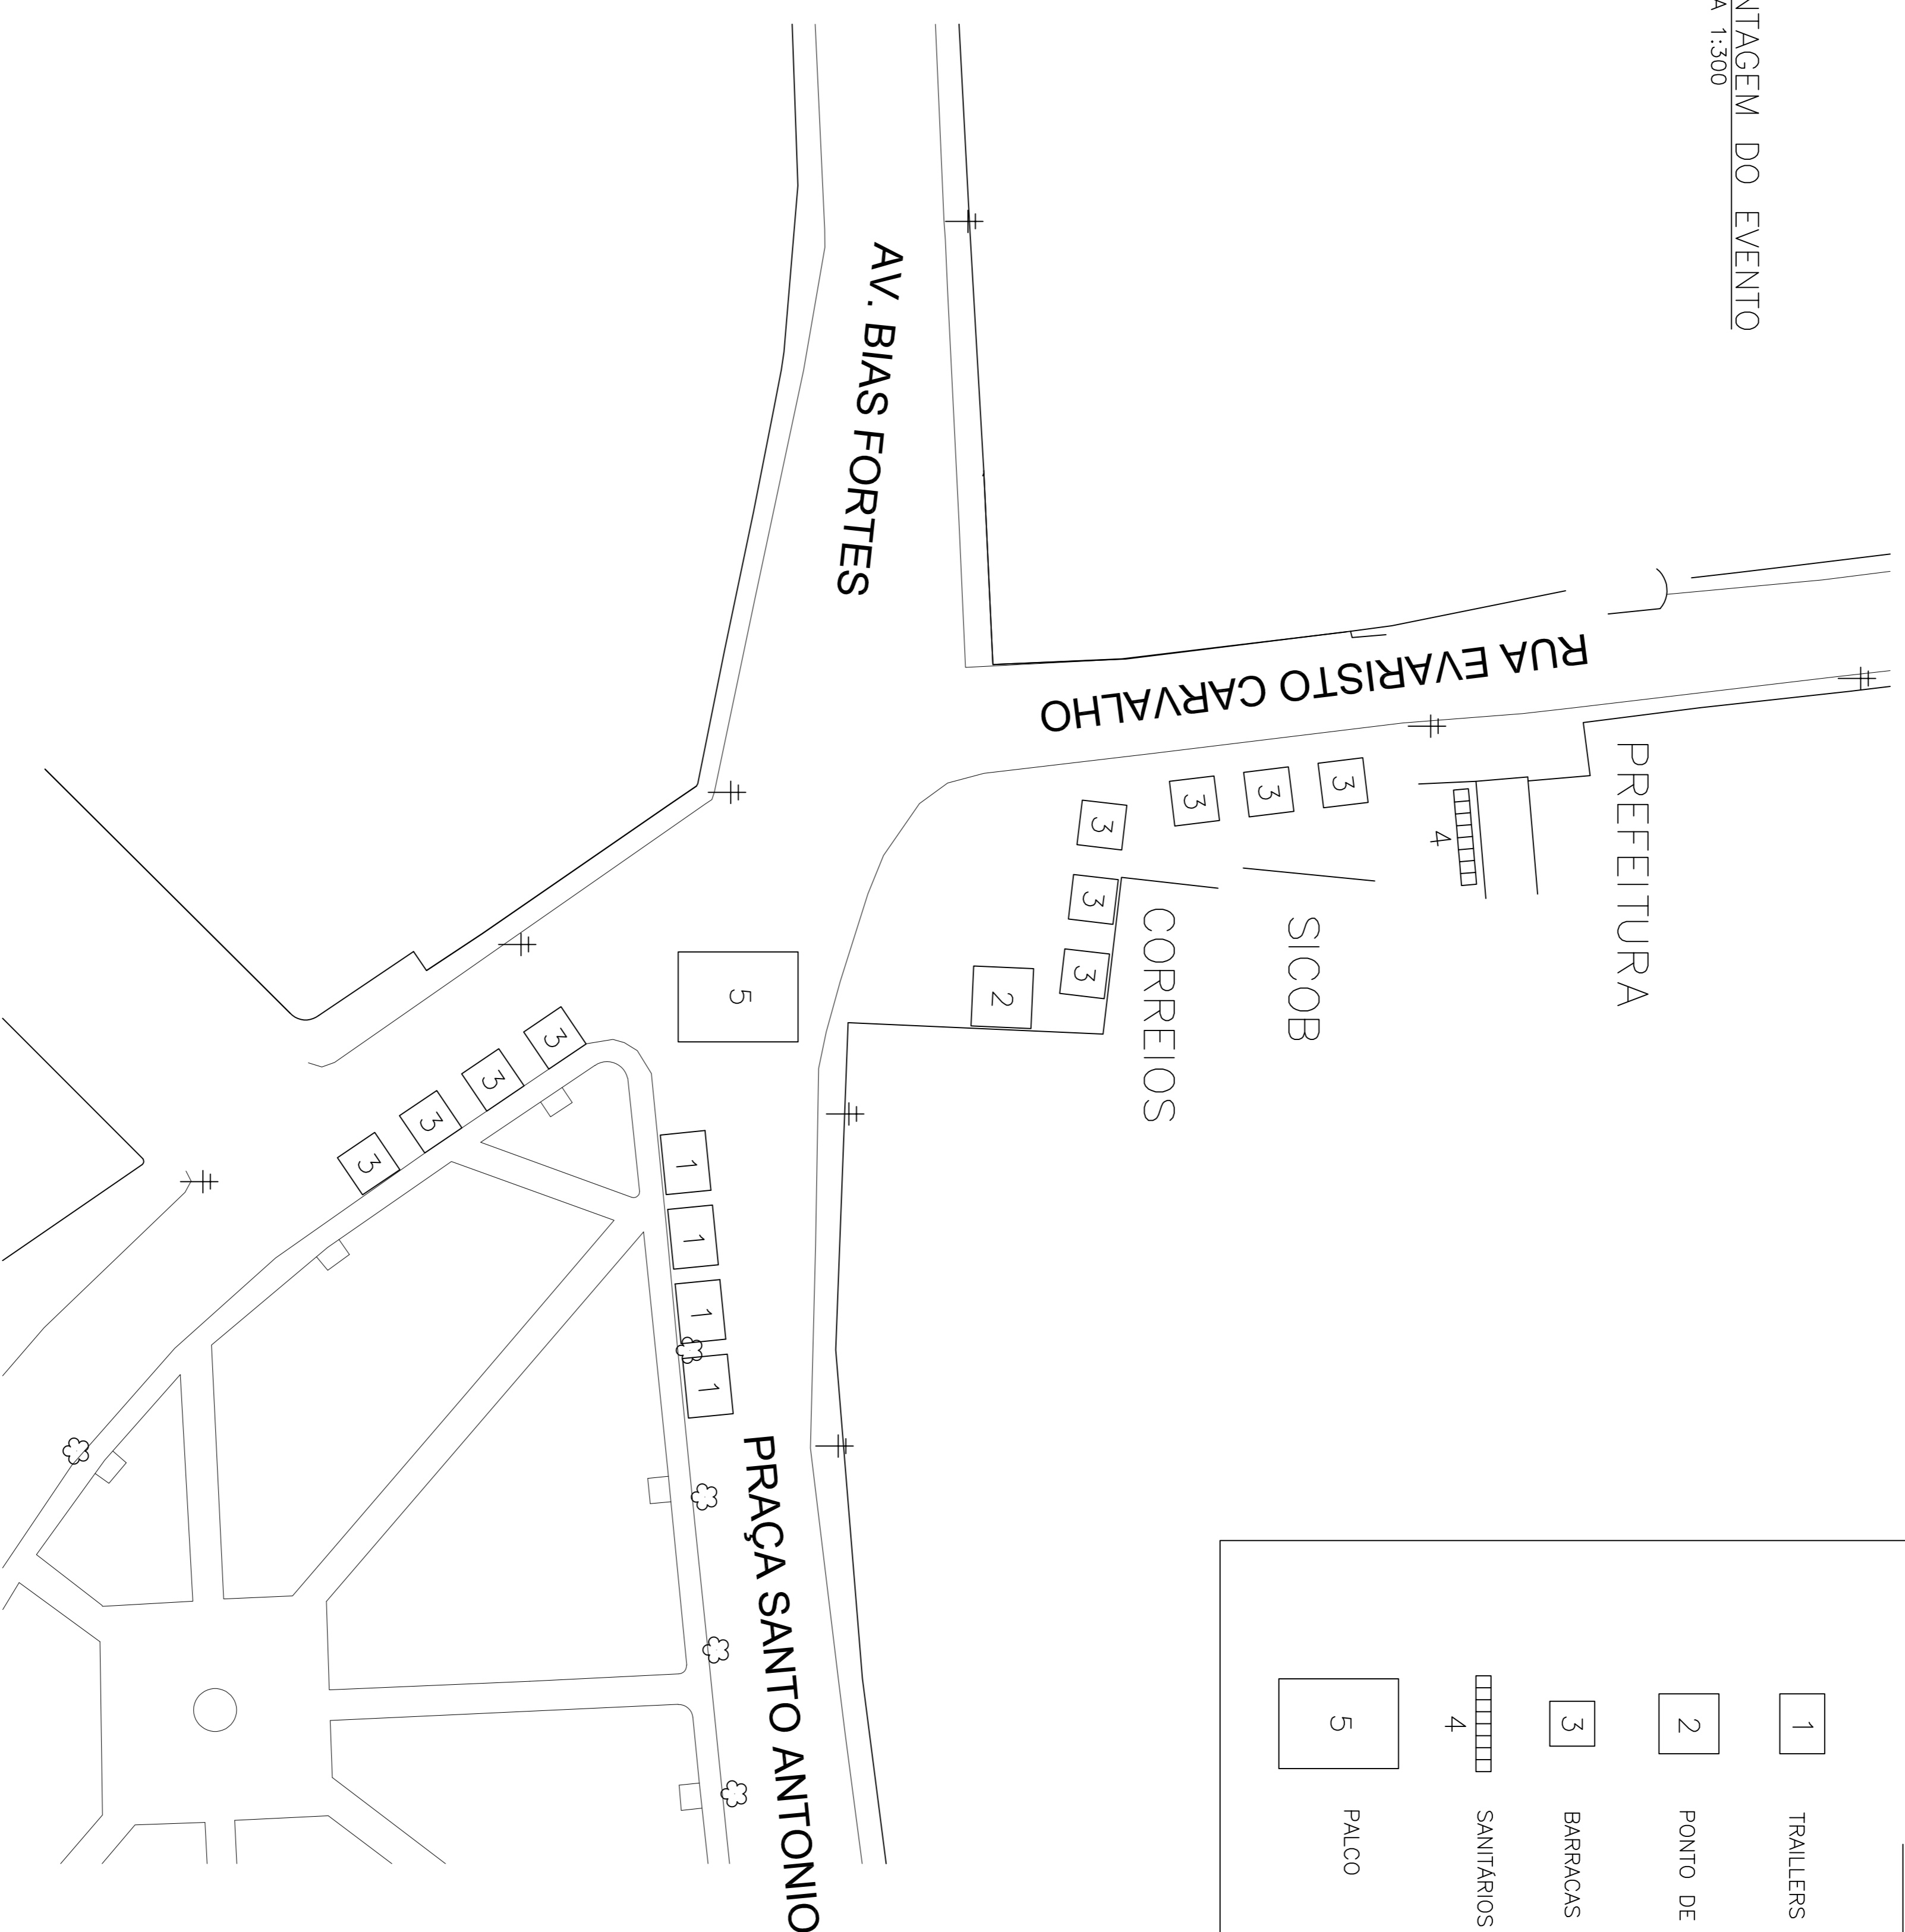 NTAGEM DO EVENTO
A 1:300
AV. BIAS FORTES
RUA EVARISTO CARVALHO
PREFEITURA
3
3
3
4
3
3
3
SICOB
CORREIOS
2
5
3
3
3
3
1
1
1
1
PRAÇA SANTO ANTONIO
1 TRAILLERS
2 PONTO DE
3 BARRACAS
4 SANITÁRIOS
5 PALCO